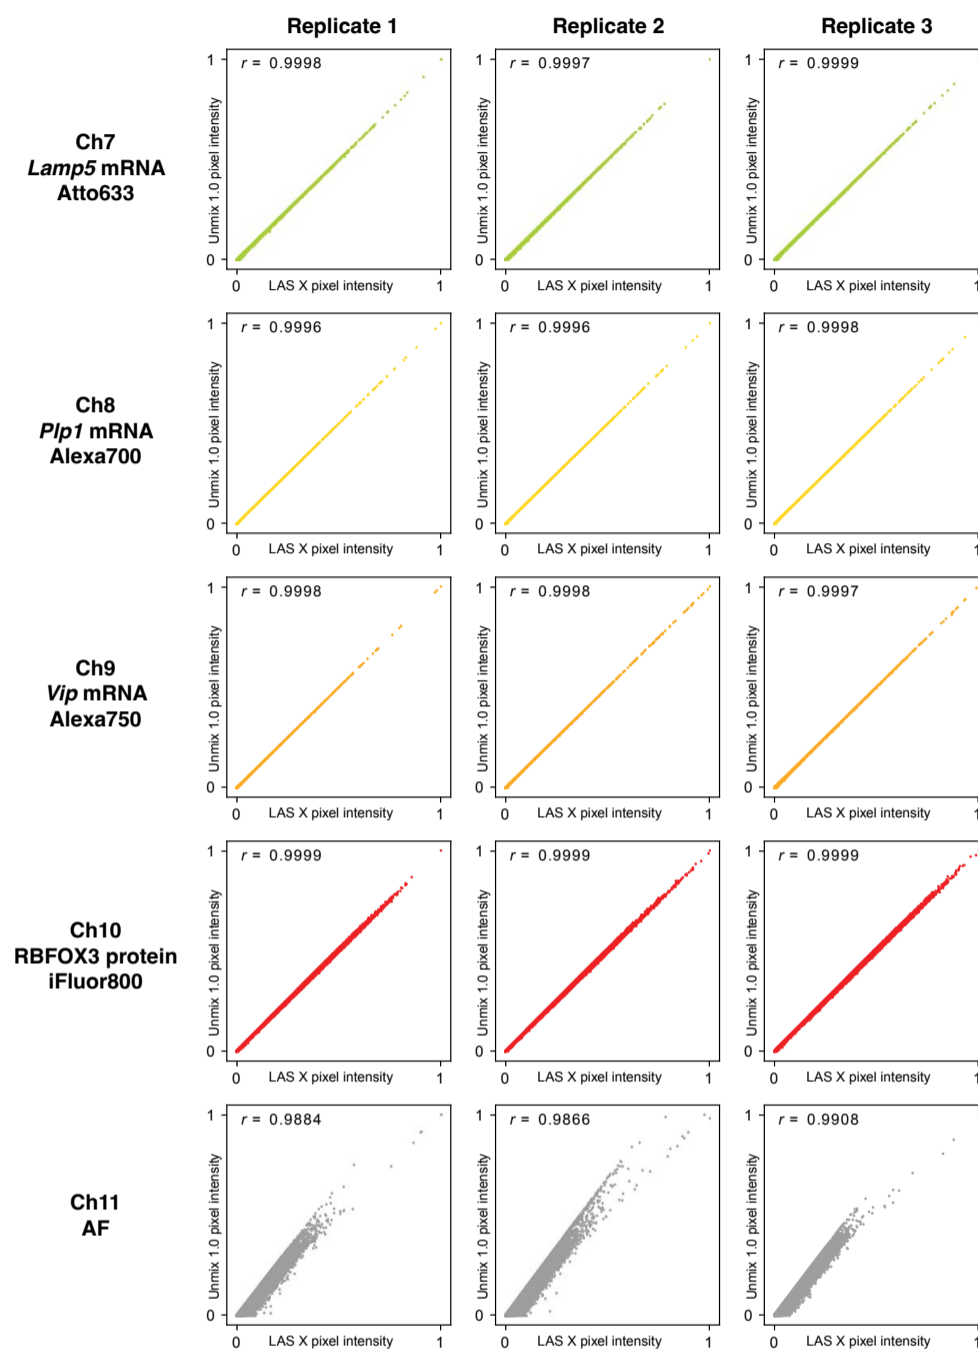 Replicate 1 Replicate 2 Replicate 3
Ch7
Lamp5 mRNA
Atto633
r = 0.9998
1
Unmix 1.0 pixel intensity
0
0 LAS X pixel intensity 1
r = 0.9997
1
Unmix 1.0 pixel intensity
0
0 LAS X pixel intensity 1
r = 0.9999
1
Unmix 1.0 pixel intensity
0
0 LAS X pixel intensity 1
Ch8
Plp1 mRNA
Alexa700
r = 0.9996
1
Unmix 1.0 pixel intensity
0
0 LAS X pixel intensity 1
r = 0.9996
1
Unmix 1.0 pixel intensity
0
0 LAS X pixel intensity 1
r = 0.9998
1
Unmix 1.0 pixel intensity
0
0 LAS X pixel intensity 1
Ch9
Vip mRNA
Alexa750
r = 0.9998
1
Unmix 1.0 pixel intensity
0
0 LAS X pixel intensity 1
r = 0.9998
1
Unmix 1.0 pixel intensity
0
0 LAS X pixel intensity 1
r = 0.9997
1
Unmix 1.0 pixel intensity
0
0 LAS X pixel intensity 1
Ch10
RBFOX3 protein
iFluor800
r = 0.9999
1
Unmix 1.0 pixel intensity
0
0 LAS X pixel intensity 1
r = 0.9999
1
Unmix 1.0 pixel intensity
0
0 LAS X pixel intensity 1
r = 0.9999
1
Unmix 1.0 pixel intensity
0
0 LAS X pixel intensity 1
Ch11
AF
r = 0.9884
1
Unmix 1.0 pixel intensity
0
0 LAS X pixel intensity 1
r = 0.9866
1
Unmix 1.0 pixel intensity
0
0 LAS X pixel intensity 1
r = 0.9908
1
Unmix 1.0 pixel intensity
0
0 LAS X pixel intensity 1